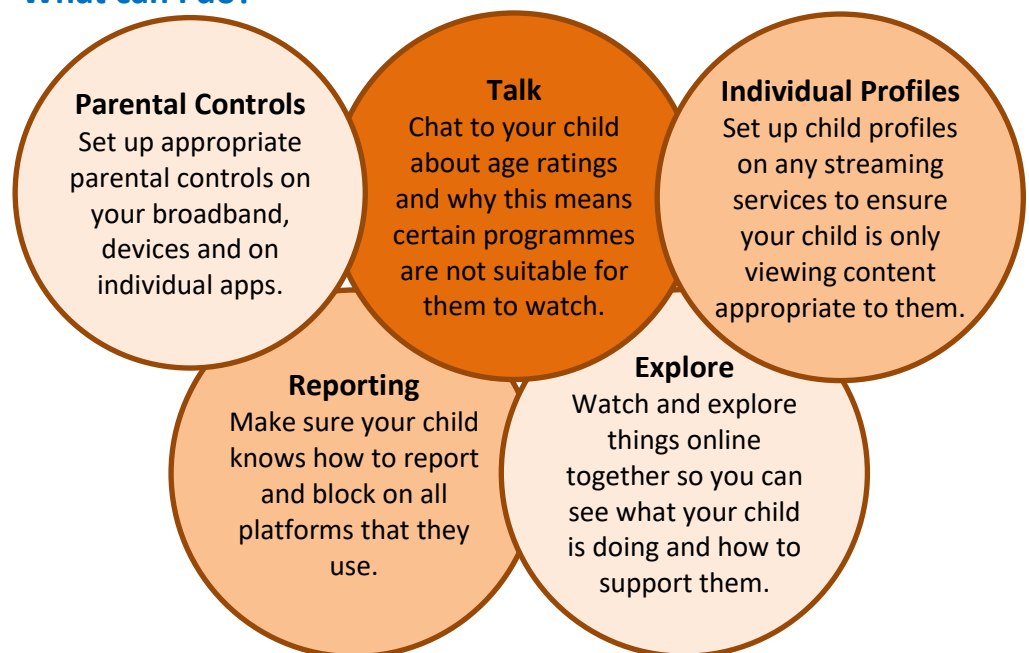 What can I do?
Parental Controls
Set up appropriate
parental controls on
your broadband,
devices and on
individual apps.
Talk
Chat to your child
about age ratings
and why this means
certain programmes
are not suitable for
them to watch.
Individual Profiles
Set up child profiles
on any streaming
services to ensure
your child is only
viewing content
appropriate to them.
Reporting
Make sure your child
knows how to report
and block on all
platforms that they
use.
Explore
Watch and explore
things online
together so you can
see what your child
is doing and how to
support them.